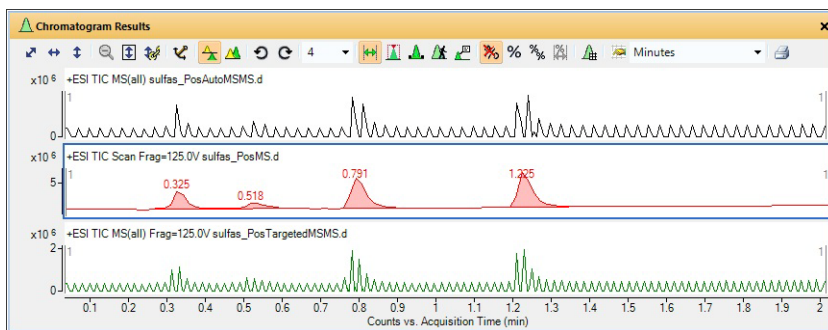 Chromatogram Results
4
Minutes
x10 6 +ESI TIC MS(all) sulfas_PosAutoMSMS.d
1 1
0
x10 6 +ESI TIC Scan Frag=125.0V sulfas_PosMS.d
1 1
0.325 0.518 0.791 1.225
5
x10 6 +ESI TIC MS(all) Frag=125.0V sulfas_PosTargetedMSMS.d
2
1 1
0
0.1 0.2 0.3 0.4 0.5 0.6 0.7 0.8 0.9 1 1.1 1.2 1.3 1.4 1.5 1.6 1.7 1.8 1.9 2
Counts vs. Acquisition Time (min)